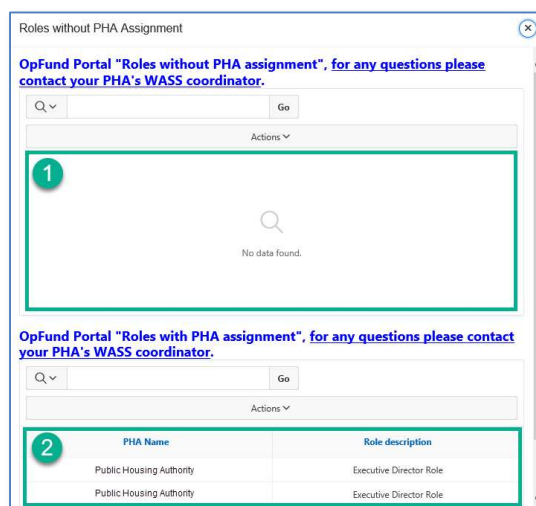 Roles without PHA Assignment
OpFund Portal "Roles without PHA assignment", for any questions please
contact your PHA's WASS coordinator.
Go
Actions
1
No data found.
OpFund Portal "Roles with PHA assignment", for any questions please contact
your PHA's WASS coordinator.
Go
Actions
2
PHA Name Role description
Public Housing Authority Executive Director Role
Public Housing Authority Executive Director Role